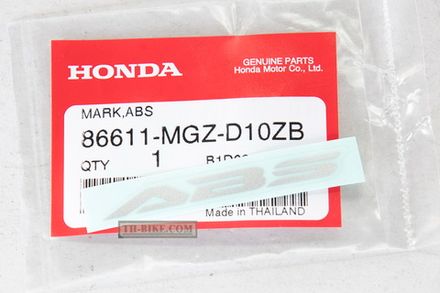 HONDA
GENUINE PARTS
Honda Motor Co., Ltd.
MARK,ABS
86611-MGZ-D10ZB
QTY 1
ABS
TH-BIKE.COM
Made in THAILAND